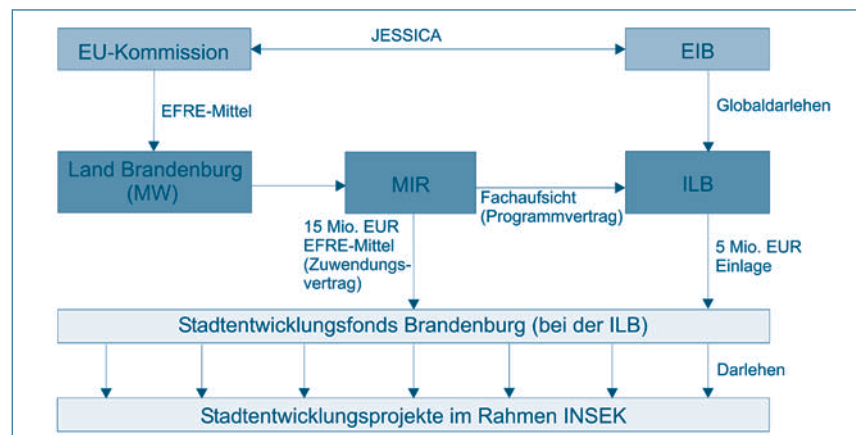 JESSICA
EU-Kommission
EIB
EFRE-Mittel
Globaldarlehen
Land Brandenburg
(MW)
MIR
Fachaufsicht
(Programmvertrag)
ILB
15 Mio. EUR
EFRE-Mittel
(Zuwendungs-
vertrag)
5 Mio. EUR
Einlage
Stadtentwicklungsfonds Brandenburg (bei der ILB)
Darlehen
Stadtentwicklungsprojekte im Rahmen INSEK